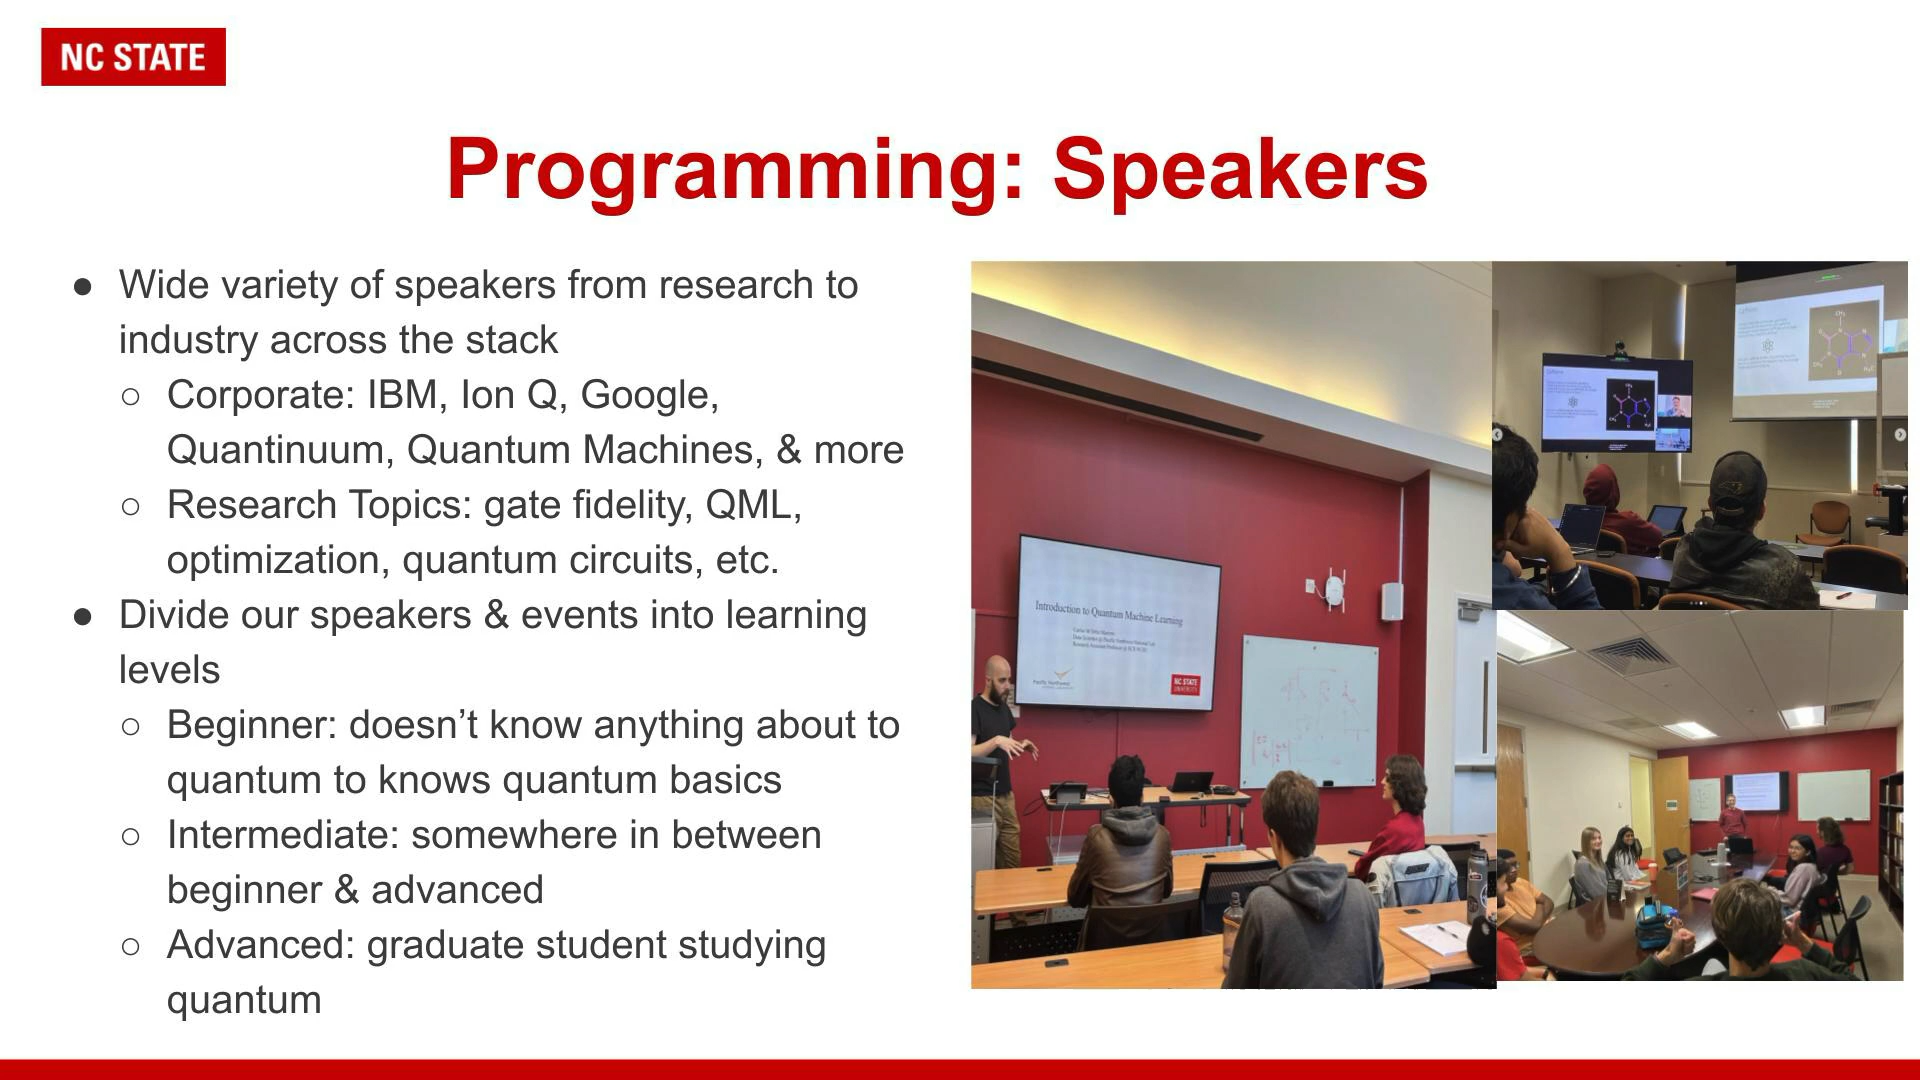 NC STATE
Programming: Speakers
● Wide variety of speakers from research to
industry across the stack
○ Corporate: IBM, Ion Q, Google,
Quantinuum, Quantum Machines, & more
○ Research Topics: gate fidelity, QML,
optimization, quantum circuits, etc.
● Divide our speakers & events into learning
levels
○ Beginner: doesn’t know anything about to
quantum to knows quantum basics
○ Intermediate: somewhere in between
beginner & advanced
○ Advanced: graduate student studying
quantum
Introduction to Quantum Machine Learning
Pacific Northwest
NC STATE
UNIVERSITY